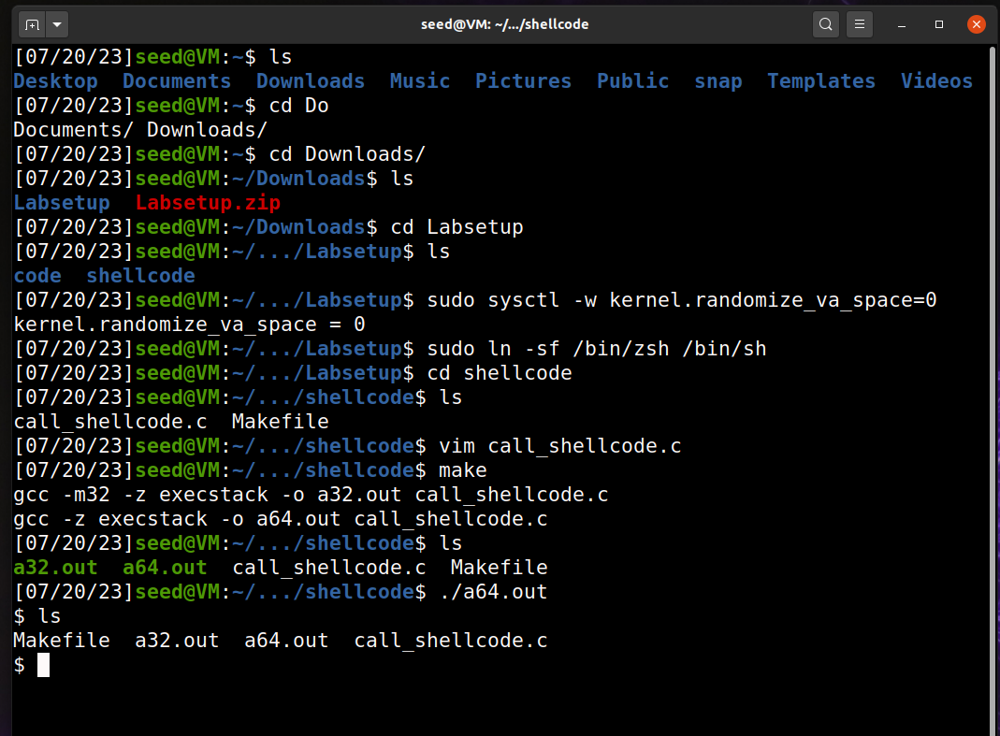 seed@VM: ~/.../shellcode
[07/20/23]seed@VM:~$ ls
Desktop  Documents  Downloads  Music  Pictures  Public  snap  Templates  Videos
[07/20/23]seed@VM:~$ cd Do
Documents/ Downloads/
[07/20/23]seed@VM:~$ cd Downloads/
[07/20/23]seed@VM:~/Downloads$ ls
Labsetup  Labsetup.zip
[07/20/23]seed@VM:~/Downloads$ cd Labsetup
[07/20/23]seed@VM:~/.../Labsetup$ ls
code  shellcode
[07/20/23]seed@VM:~/.../Labsetup$ sudo sysctl -w kernel.randomize_va_space=0
kernel.randomize_va_space = 0
[07/20/23]seed@VM:~/.../Labsetup$ sudo ln -sf /bin/zsh /bin/sh
[07/20/23]seed@VM:~/.../Labsetup$ cd shellcode
[07/20/23]seed@VM:~/.../shellcode$ ls
call_shellcode.c  Makefile
[07/20/23]seed@VM:~/.../shellcode$ vim call_shellcode.c
[07/20/23]seed@VM:~/.../shellcode$ make
gcc -m32 -z execstack -o a32.out call_shellcode.c
gcc -z execstack -o a64.out call_shellcode.c
[07/20/23]seed@VM:~/.../shellcode$ ls
a32.out  a64.out  call_shellcode.c  Makefile
[07/20/23]seed@VM:~/.../shellcode$ ./a64.out
$ ls
Makefile  a32.out  a64.out  call_shellcode.c
$